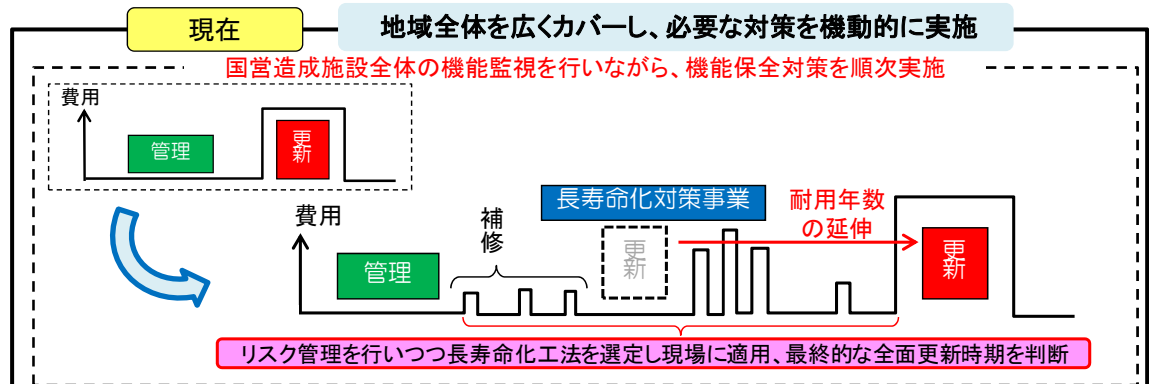 現在
地域全体を広くカバーし、必要な対策を機動的に実施
国営造成施設全体の機能監視を行いながら、機能保全対策を順次実施
費用
管理
更新
費用
管理
補修
長寿命化対策事業
更新
耐用年数
の延伸
更新
リスク管理を行いつつ長寿命化工法を選定し現場に適用、最終的な全面更新時期を判断